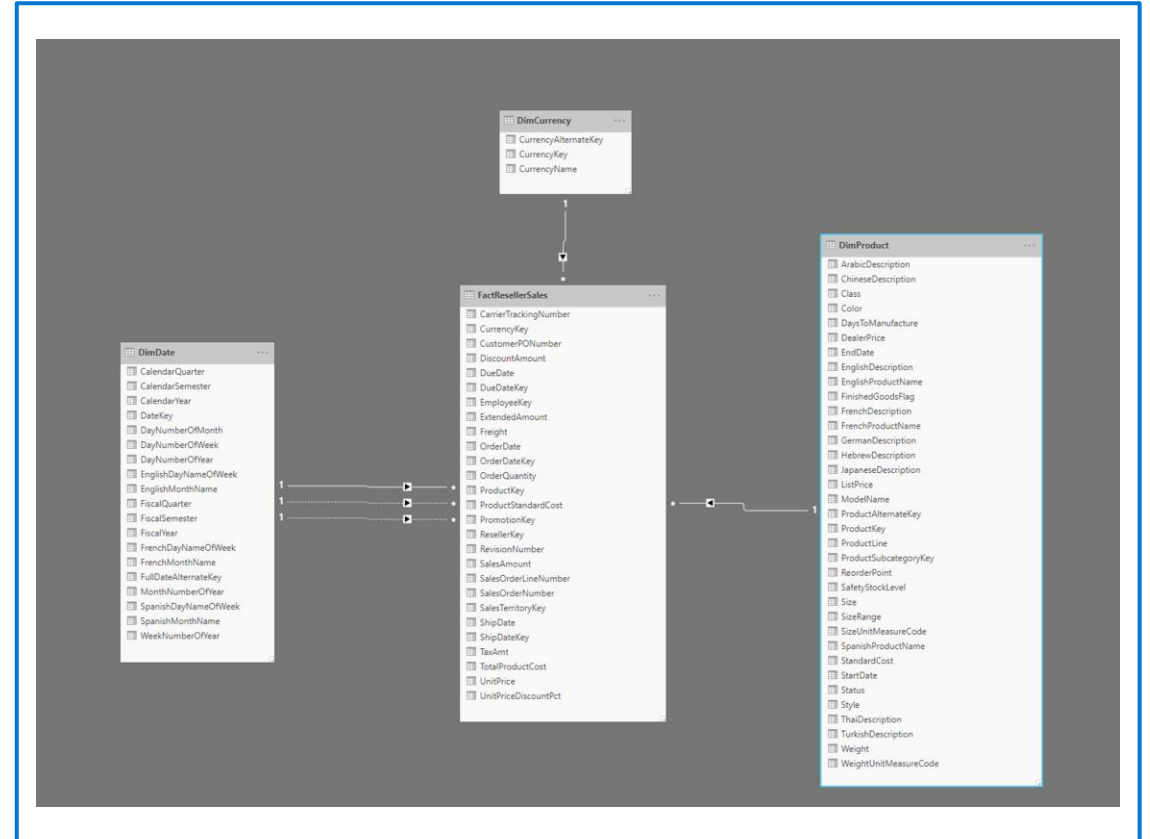 DimCurrency ...
CurrencyAlternateKey
CurrencyKey
CurrencyName
1
*
DimProduct ...
ArabicDescription
ChineseDescription
Class
Color
DaysToManufacture
DealerPrice
EndDate
EnglishDescription
EnglishProductName
FinishedGoodsFlag
FrenchDescription
FrenchProductName
GermanDescription
HebrewDescription
JapaneseDescription
ListPrice
ModelName
ProductAlternateKey
ProductKey
ProductLine
ProductSubcategoryKey
ReorderPoint
SafetyStockLevel
Size
SizeRange
SizeUnitMeasureCode
SpanishProductName
StandardCost
StartDate
Status
Style
ThaiDescription
TurkishDescription
Weight
WeightUnitMeasureCode
FactResellerSales ...
CarrierTrackingNumber
CurrencyKey
CustomerPONumber
DiscountAmount
DueDate
DueDateKey
EmployeeKey
ExtendedAmount
Freight
OrderDate
OrderDateKey
OrderQuantity
ProductKey
ProductStandardCost
PromotionKey
ResellerKey
RevisionNumber
SalesAmount
SalesOrderLineNumber
SalesOrderNumber
SalesTerritoryKey
ShipDate
ShipDateKey
TaxAmt
TotalProductCost
UnitPrice
UnitPriceDiscountPct
DimDate ...
CalendarQuarter
CalendarSemester
CalendarYear
DateKey
DayNumberOfMonth
DayNumberOfWeek
DayNumberOfYear
EnglishDayNameOfWeek
EnglishMonthName
FiscalQuarter
FiscalSemester
FiscalYear
FrenchDayNameOfWeek
FrenchMonthName
FullDateAlternateKey
MonthNumberOfYear
SpanishDayNameOfWeek
SpanishMonthName
WeekNumberOfYear
1 *
1 *
1 *
* 1